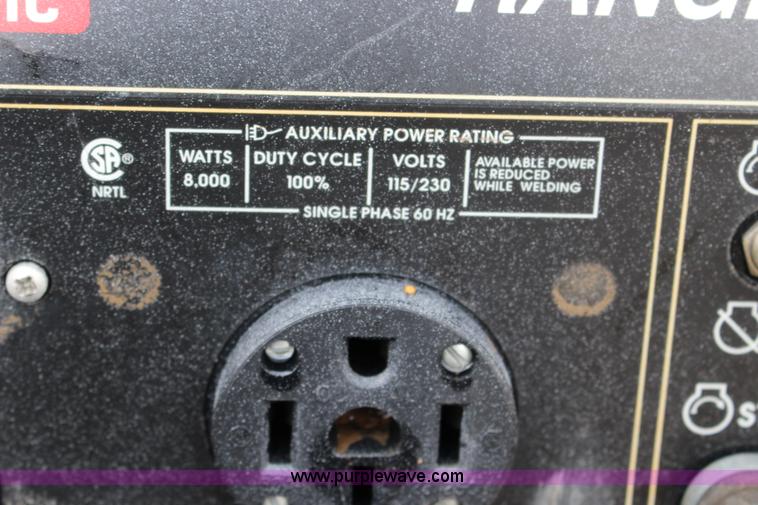 AUXILIARY POWER RATING
WATTS DUTY CYCLE VOLTS AVAILABLE POWER
8,000 100% 115/230 IS REDUCED
WHILE WELDING
SINGLE PHASE 60 HZ
SA®
NRTL
www.purplewave.com